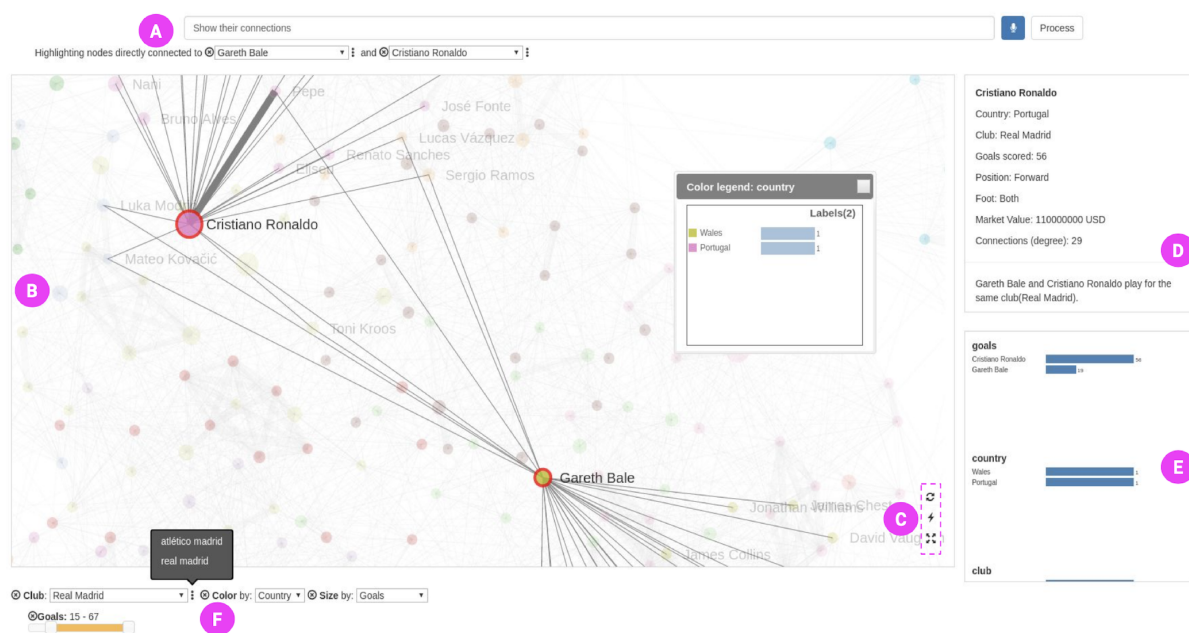 A
Show their connections
Process
Highlighting nodes directly connected to Gareth Bale and Cristiano Ronaldo
Nani
Pepe
José Fonte
Bruno Alves
Lucas Vázquez
Renato Sanches
Eliseu
Sergio Ramos
Luka Mod
Cristiano Ronaldo
Mateo Kovačić
B
Toni Kroos
Color legend: country
Labels(2)
Wales 1
Portugal 1
Gareth Bale
Jonathan Williams
James Chest
David Vaug
James Collins
C
Cristiano Ronaldo
Country: Portugal
Club: Real Madrid
Goals scored: 56
Position: Forward
Foot: Both
Market Value: 110000000 USD
Connections (degree): 29
D
Gareth Bale and Cristiano Ronaldo play for the
same club(Real Madrid).
goals
Cristiano Ronaldo 56
Gareth Bale 19
country
E
Wales 1
Portugal 1
club
atlético madrid
real madrid
Club: Real Madrid Color by: Country Size by: Goals
F
Goals: 15 - 67